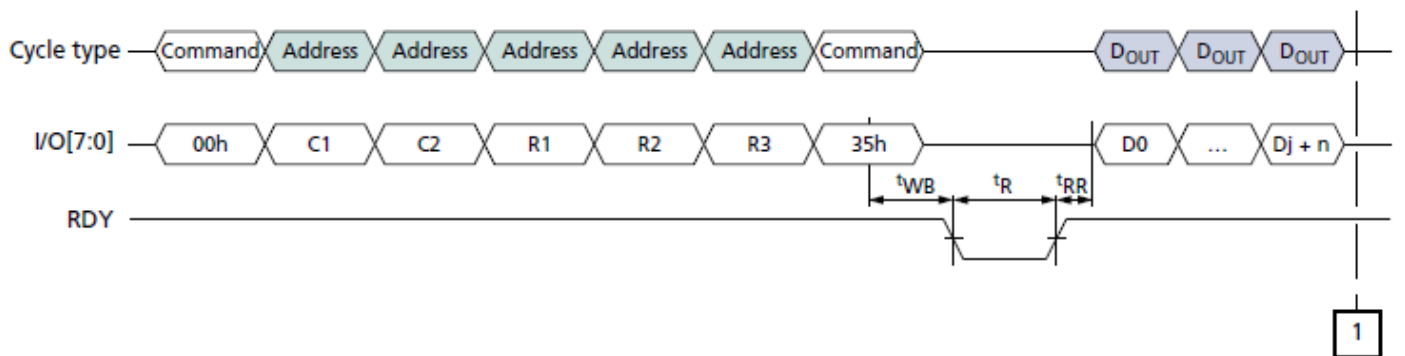 Cycle type Command Address Address Address Address Address Command DOUT DOUT DOUT
I/O[7:0] 00h C1 C2 R1 R2 R3 35h D0 ... Dj + n
tWB tR tRR
RDY
1